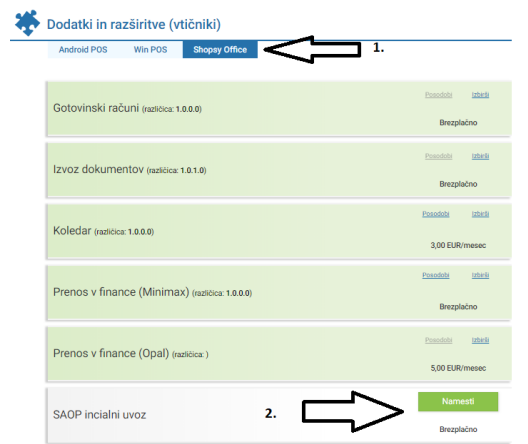 Dodatki in razširitve (vtičniki)
Android POS Win POS Shopsy Office 1.
Gotovinski računi (različica: 1.0.0.0) Posodobi Izbriši
Brezplačno
Izvoz dokumentov (različica: 1.0.1.0) Posodobi Izbriši
Brezplačno
Koledar (različica: 1.0.0.0) Posodobi Izbriši
3,00 EUR/mesec
Prenos v finance (Minimax) (različica: 1.0.0.0) Posodobi Izbriši
Brezplačno
Prenos v finance (Opal) (različica: ) Posodobi Izbriši
5,00 EUR/mesec
SAOP incialni uvoz 2. Namesti
Brezplačno